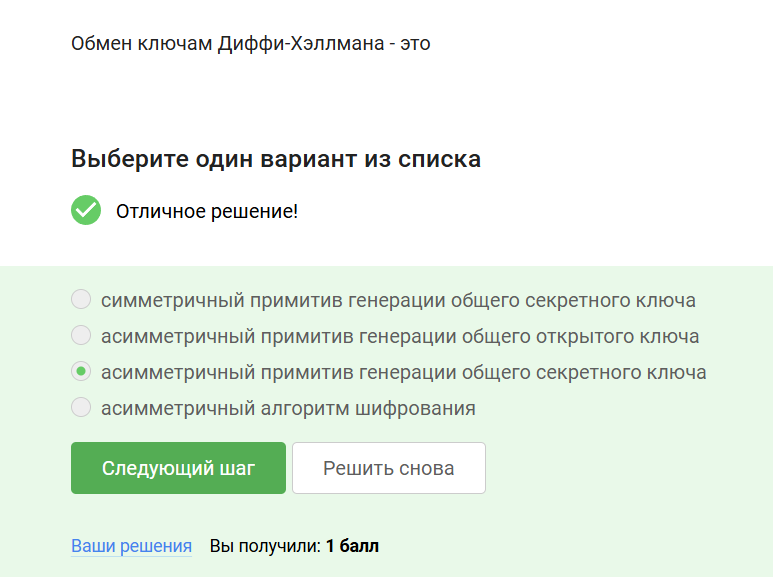 Обмен ключам Диффи-Хэллмана - это
Выберите один вариант из списка
Отличное решение!
симметричный примитив генерации общего секретного ключа
асимметричный примитив генерации общего открытого ключа
асимметричный примитив генерации общего секретного ключа
асимметричный алгоритм шифрования
Следующий шаг Решить снова
Ваши решения Вы получили: 1 балл